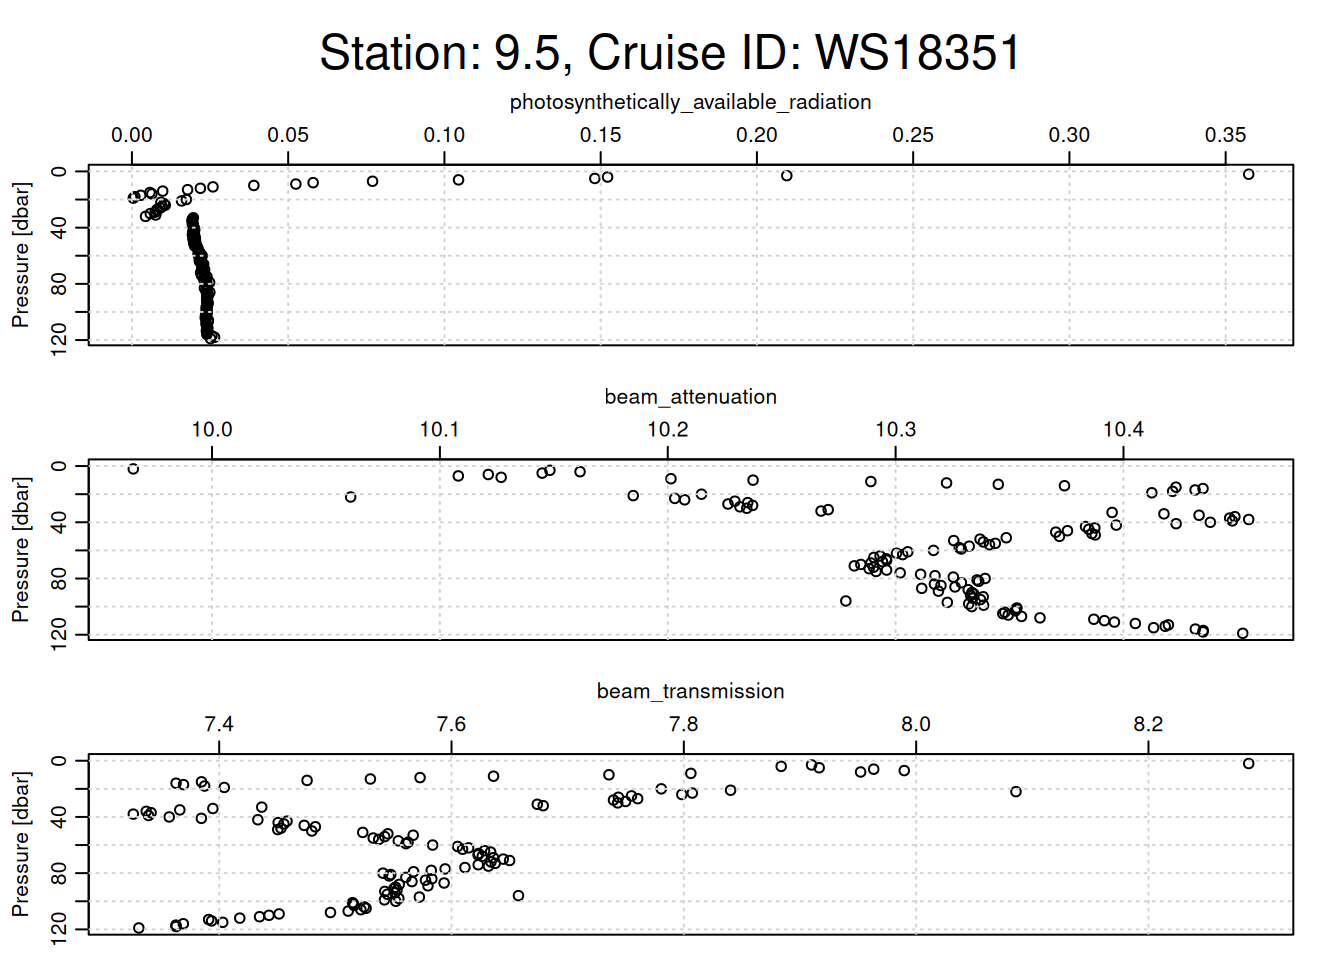 Station: 9.5, Cruise ID: WS18351
photosynthetically_available_radiation
0.00 0.05 0.10 0.15 0.20 0.25 0.30 0.35
Pressure [dbar]
0 40 80 120
beam_attenuation
10.0 10.1 10.2 10.3 10.4
Pressure [dbar]
0 40 80 120
beam_transmission
7.4 7.6 7.8 8.0 8.2
Pressure [dbar]
0 40 80 120